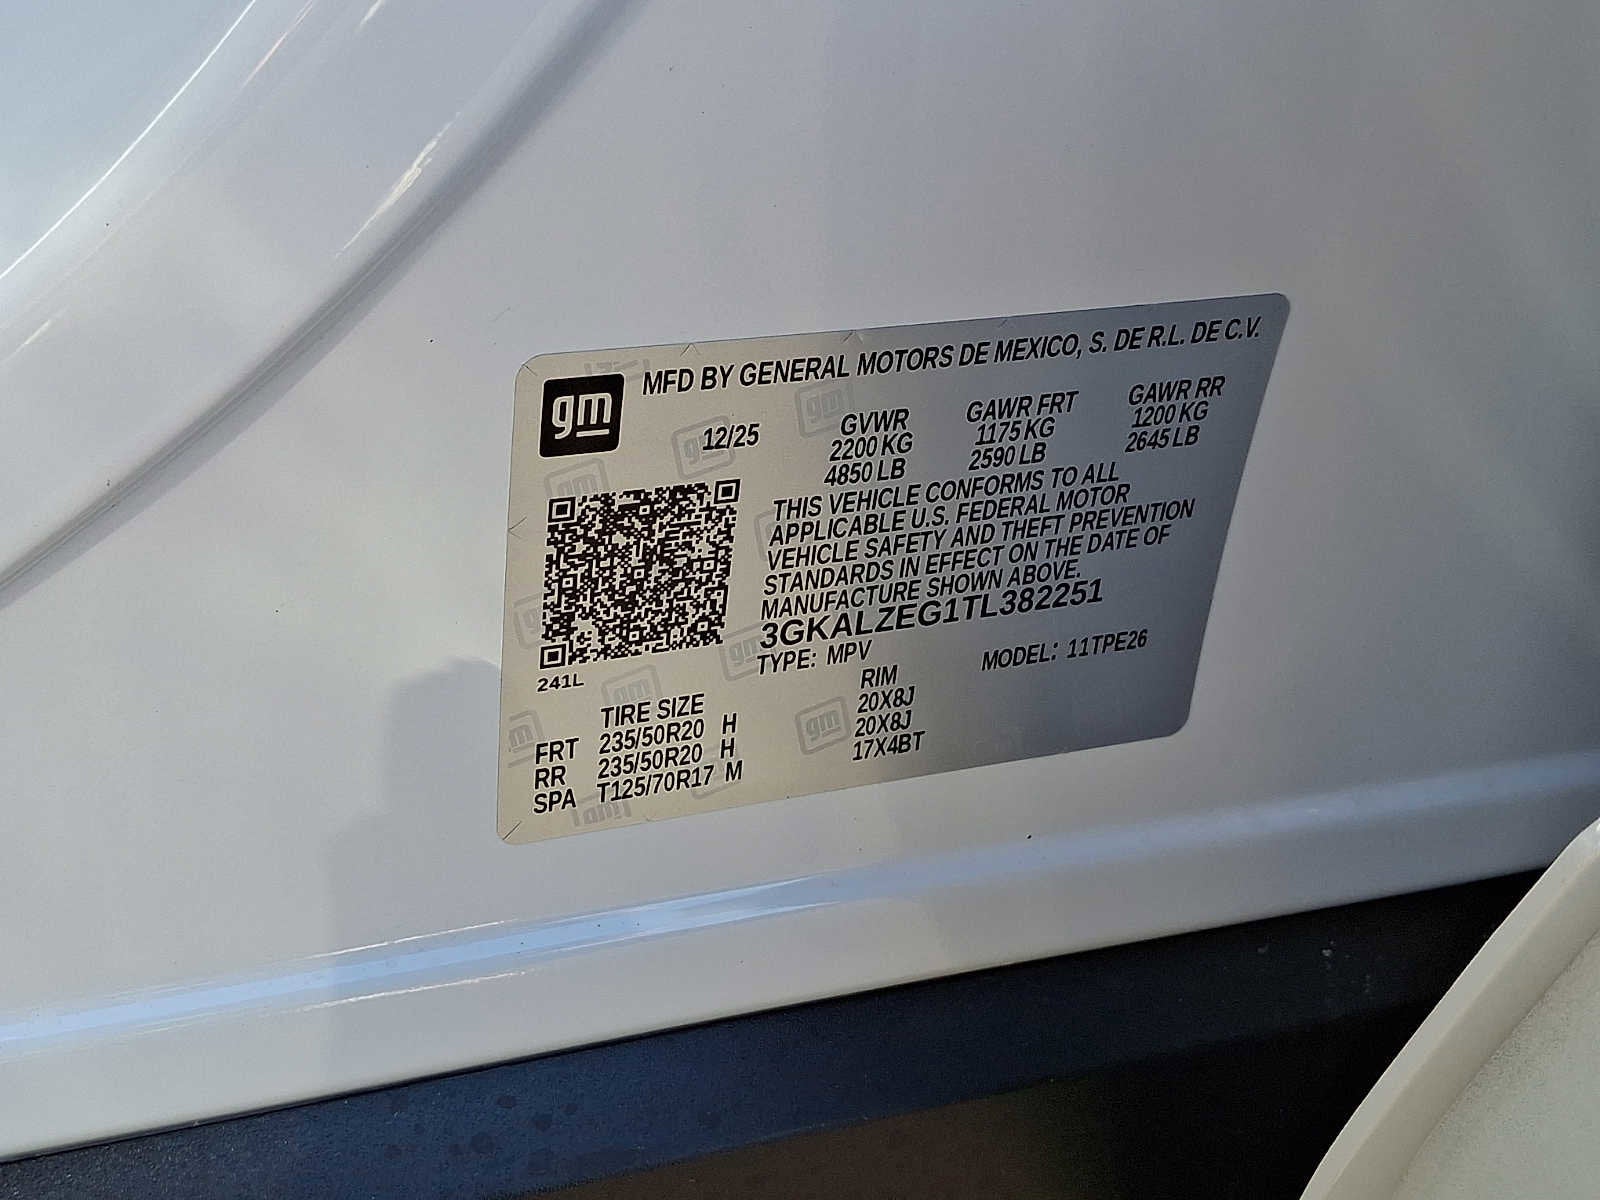 MFD BY GENERAL MOTORS DE MEXICO, S. DE R.L. DE C.V.
gm
12/25
GVWR GAWR FRT GAWR RR
2200 KG 1175 KG 1200 KG
4850 LB 2590 LB 2645 LB
THIS VEHICLE CONFORMS TO ALL
APPLICABLE U.S. FEDERAL MOTOR
VEHICLE SAFETY AND THEFT PREVENTION
STANDARDS IN EFFECT ON THE DATE OF
MANUFACTURE SHOWN ABOVE.
3GKALZEG1TL382251
TYPE: MPV MODEL: 11TPE26
241L
TIRE SIZE RIM
FRT 235/50R20 H 20X8J
RR 235/50R20 H 20X8J
SPA T125/70R17 M 17X4BT